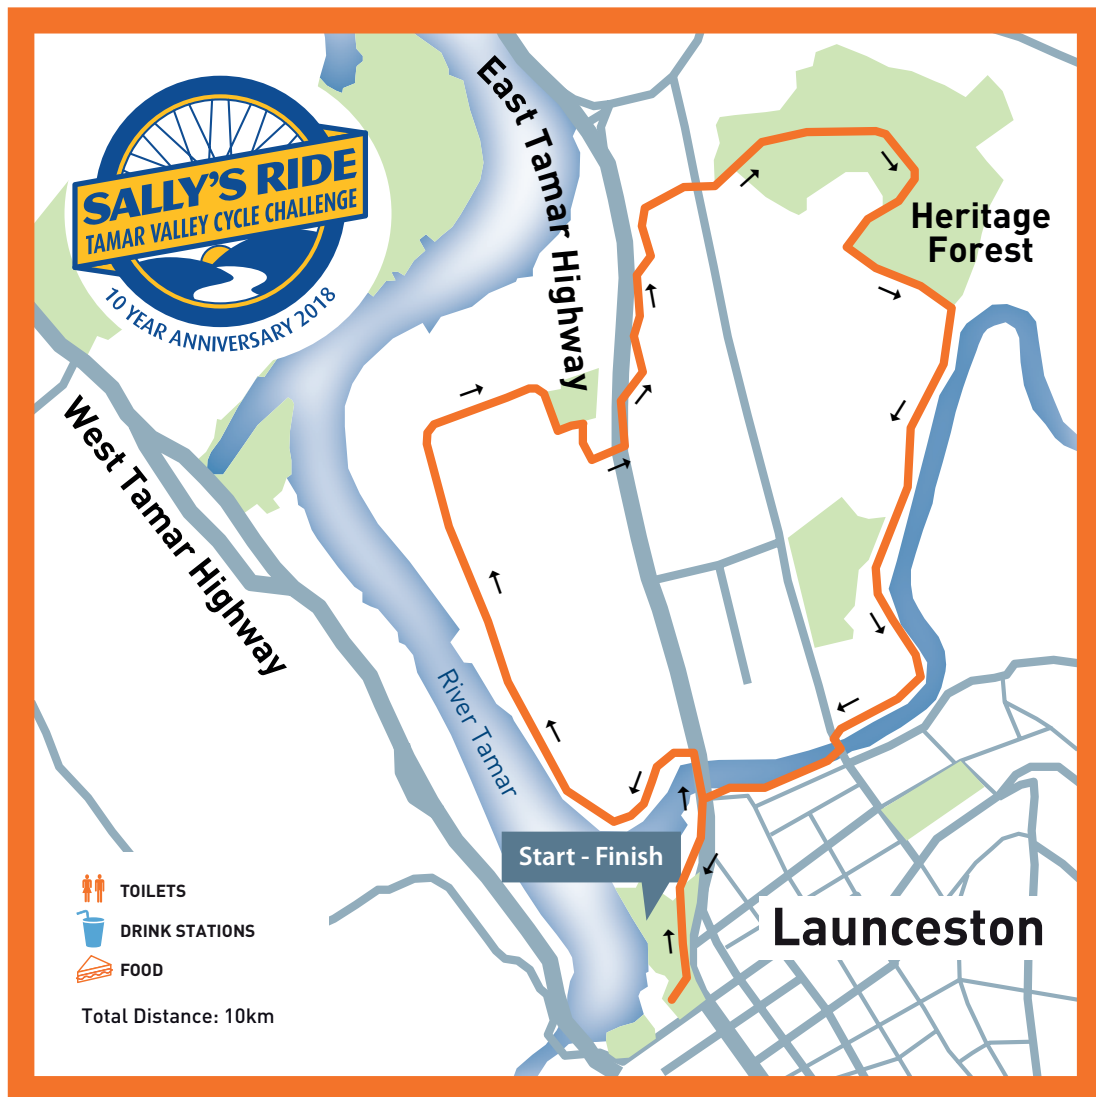 SALLY'S RIDE
TAMAR VALLEY CYCLE CHALLENGE
10 YEAR ANNIVERSARY 2018
East Tamar Highway
Heritage
Forest
West Tamar Highway
River Tamar
Start - Finish
Launceston
TOILETS
DRINK STATIONS
FOOD
Total Distance: 10km